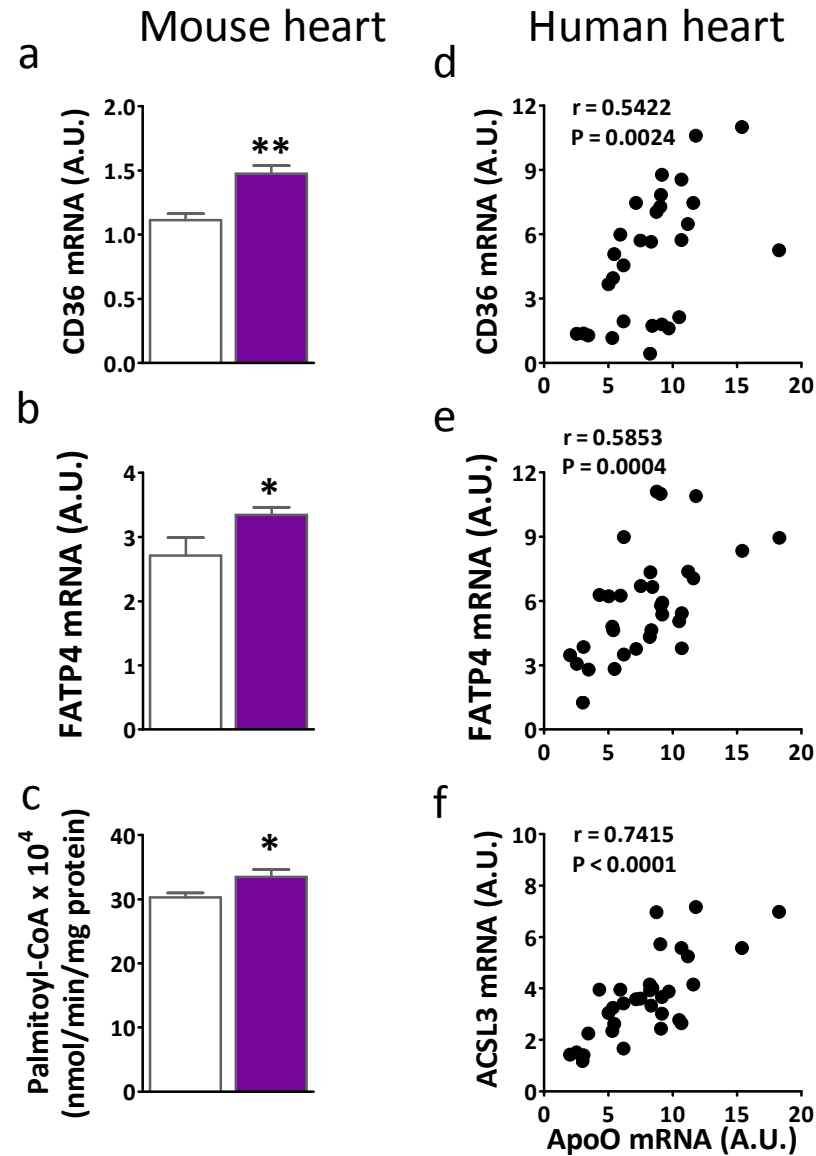 Mouse heart
Human heart
a
CD36 mRNA (A.U.)
2.0
1.5
1.0
0.5
0.0
**
b
FATP4 mRNA (A.U.)
4
3
2
1
0
*
c
Palmitoyl-CoA x 10⁴
(nmol/min/mg protein)
40
30
20
10
0
*
d
CD36 mRNA (A.U.)
12
9
6
3
0
r = 0.5422
P = 0.0024
0 5 10 15 20
e
FATP4 mRNA (A.U.)
12
9
6
3
0
r = 0.5853
P = 0.0004
0 5 10 15 20
f
ACSL3 mRNA (A.U.)
10
8
6
4
2
0
r = 0.7415
P < 0.0001
0 5 10 15 20
ApoO mRNA (A.U.)